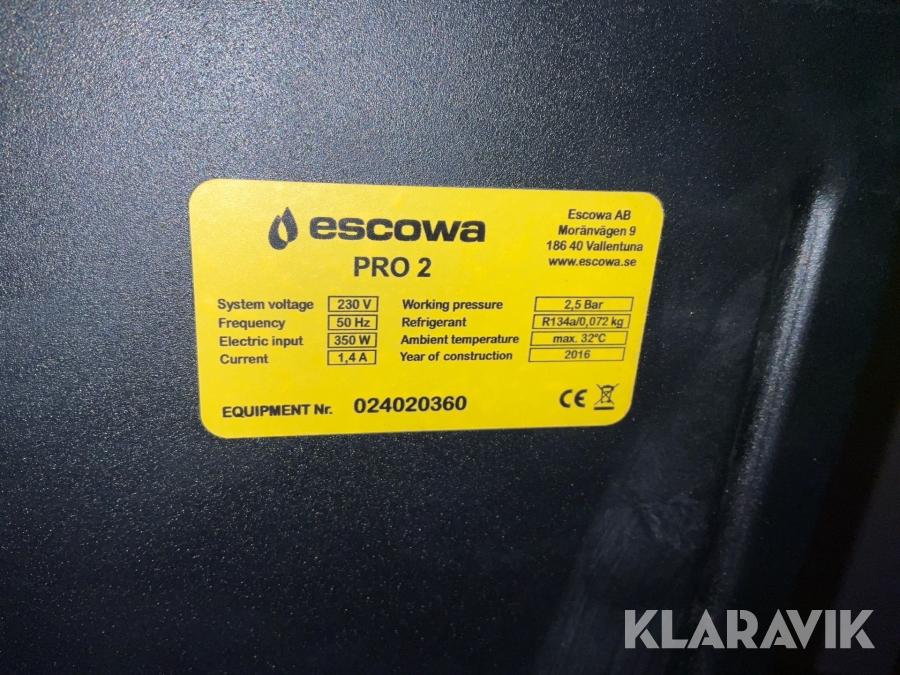 escowa
PRO 2
Escowa AB
Moränvägen 9
186 40 Vallentuna
www.escowa.se
System voltage 230 V
Frequency 50 Hz
Electric input 350 W
Current 1,4 A
Working pressure 2,5 Bar
Refrigerant R134a/0,072 kg
Ambient temperature max. 32°C
Year of construction 2016
EQUIPMENT Nr. 024020360
CE
KLARAVIK